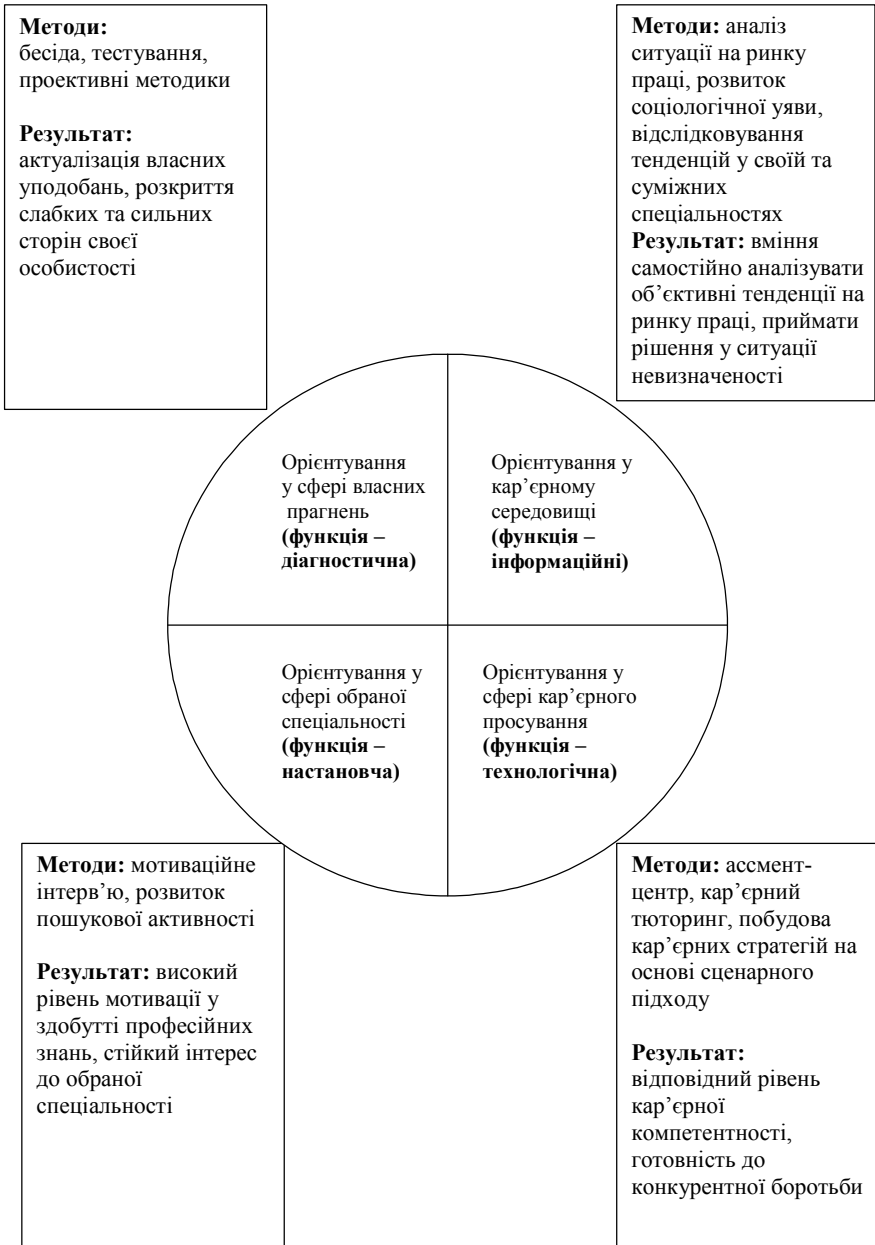 Методи:
бесіда, тестування,
проективні методики
Результат:
актуалізація власних
уподобань, розкриття
слабких та сильних
сторін своєї
особистості
Методи: аналіз
ситуації на ринку
праці, розвиток
соціологічної уяви,
відслідковування
тенденцій у своїй та
суміжних
спеціальностях
Результат: вміння
самостійно аналізувати
об’єктивні тенденції на
ринку праці, приймати
рішення у ситуації
невизначеності
Орієнтування
у сфері власних
прагнень
(функція –
діагностична)
Орієнтування у
кар’єрному
середовищі
(функція –
інформаційні)
Орієнтування у
сфері обраної
спеціальності
(функція –
настановча)
Орієнтування у
сфері кар’єрного
просування
(функція –
технологічна)
Методи: мотиваційне
інтерв’ю, розвиток
пошукової активності
Результат: високий
рівень мотивації у
здобутті професійних
знань, стійкий інтерес
до обраної
спеціальності
Методи: ассмент-
центр, кар’єрний
тюторинг, побудова
кар’єрних стратегій на
основі сценарного
підходу
Результат:
відповідний рівень
кар’єрної
компетентності,
готовність до
конкурентної боротьби